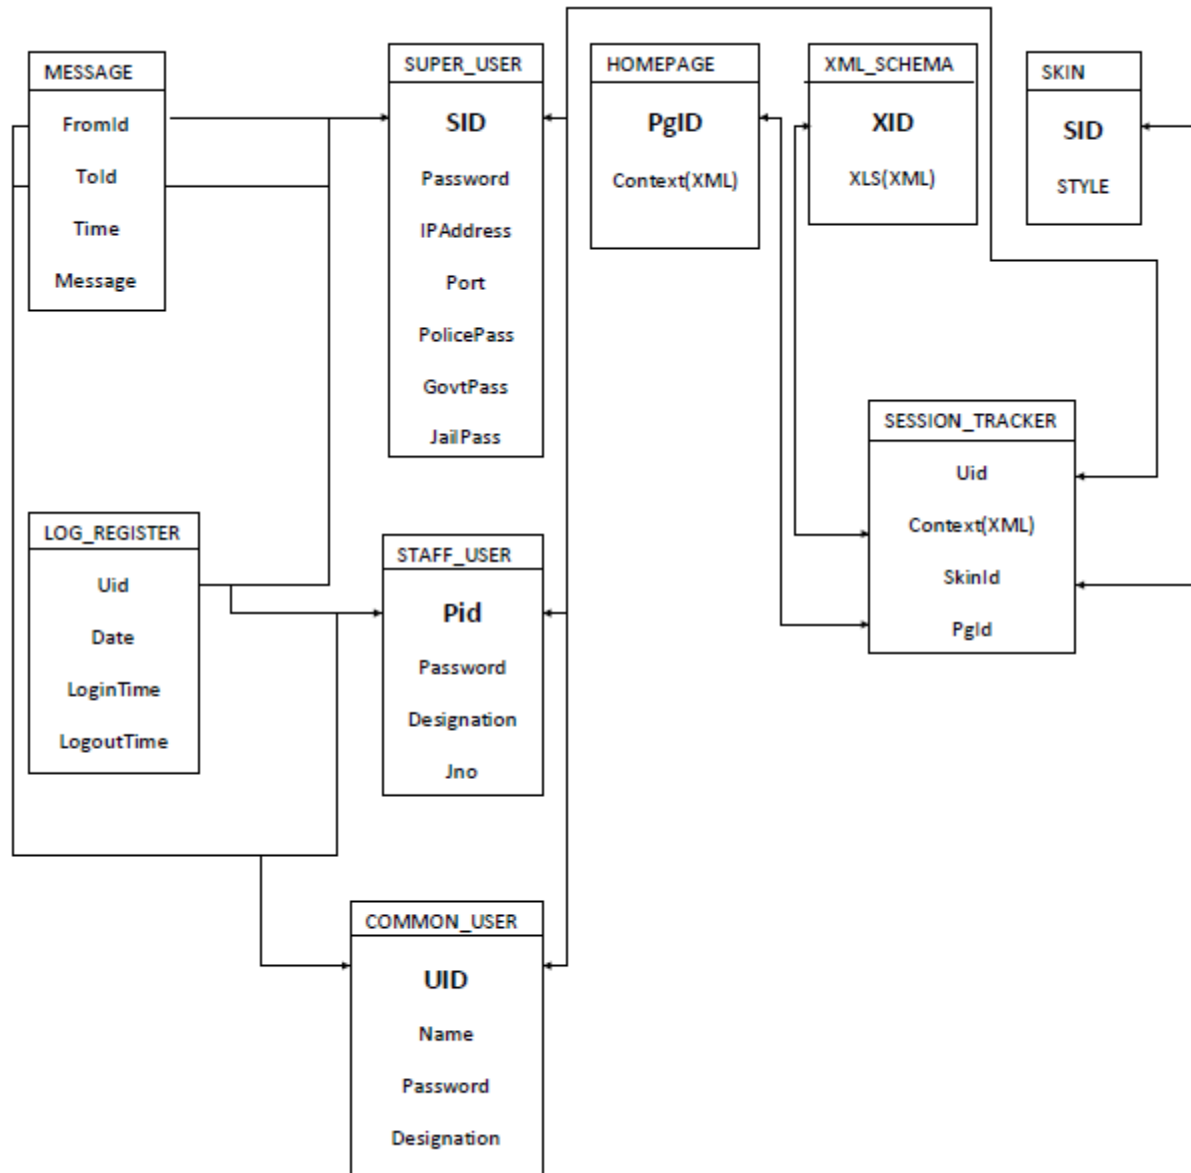 MESSAGE
FromId
ToId
Time
Message
SUPER_USER
SID
Password
IPAddress
Port
PolicePass
GovtPass
JailPass
HOMEPAGE
PgID
Context(XML)
XML_SCHEMA
XID
XLS(XML)
SKIN
SID
STYLE
SESSION_TRACKER
Uid
Context(XML)
SkinId
PgId
LOG_REGISTER
Uid
Date
LoginTime
LogoutTime
STAFF_USER
Pid
Password
Designation
Jno
COMMON_USER
UID
Name
Password
Designation